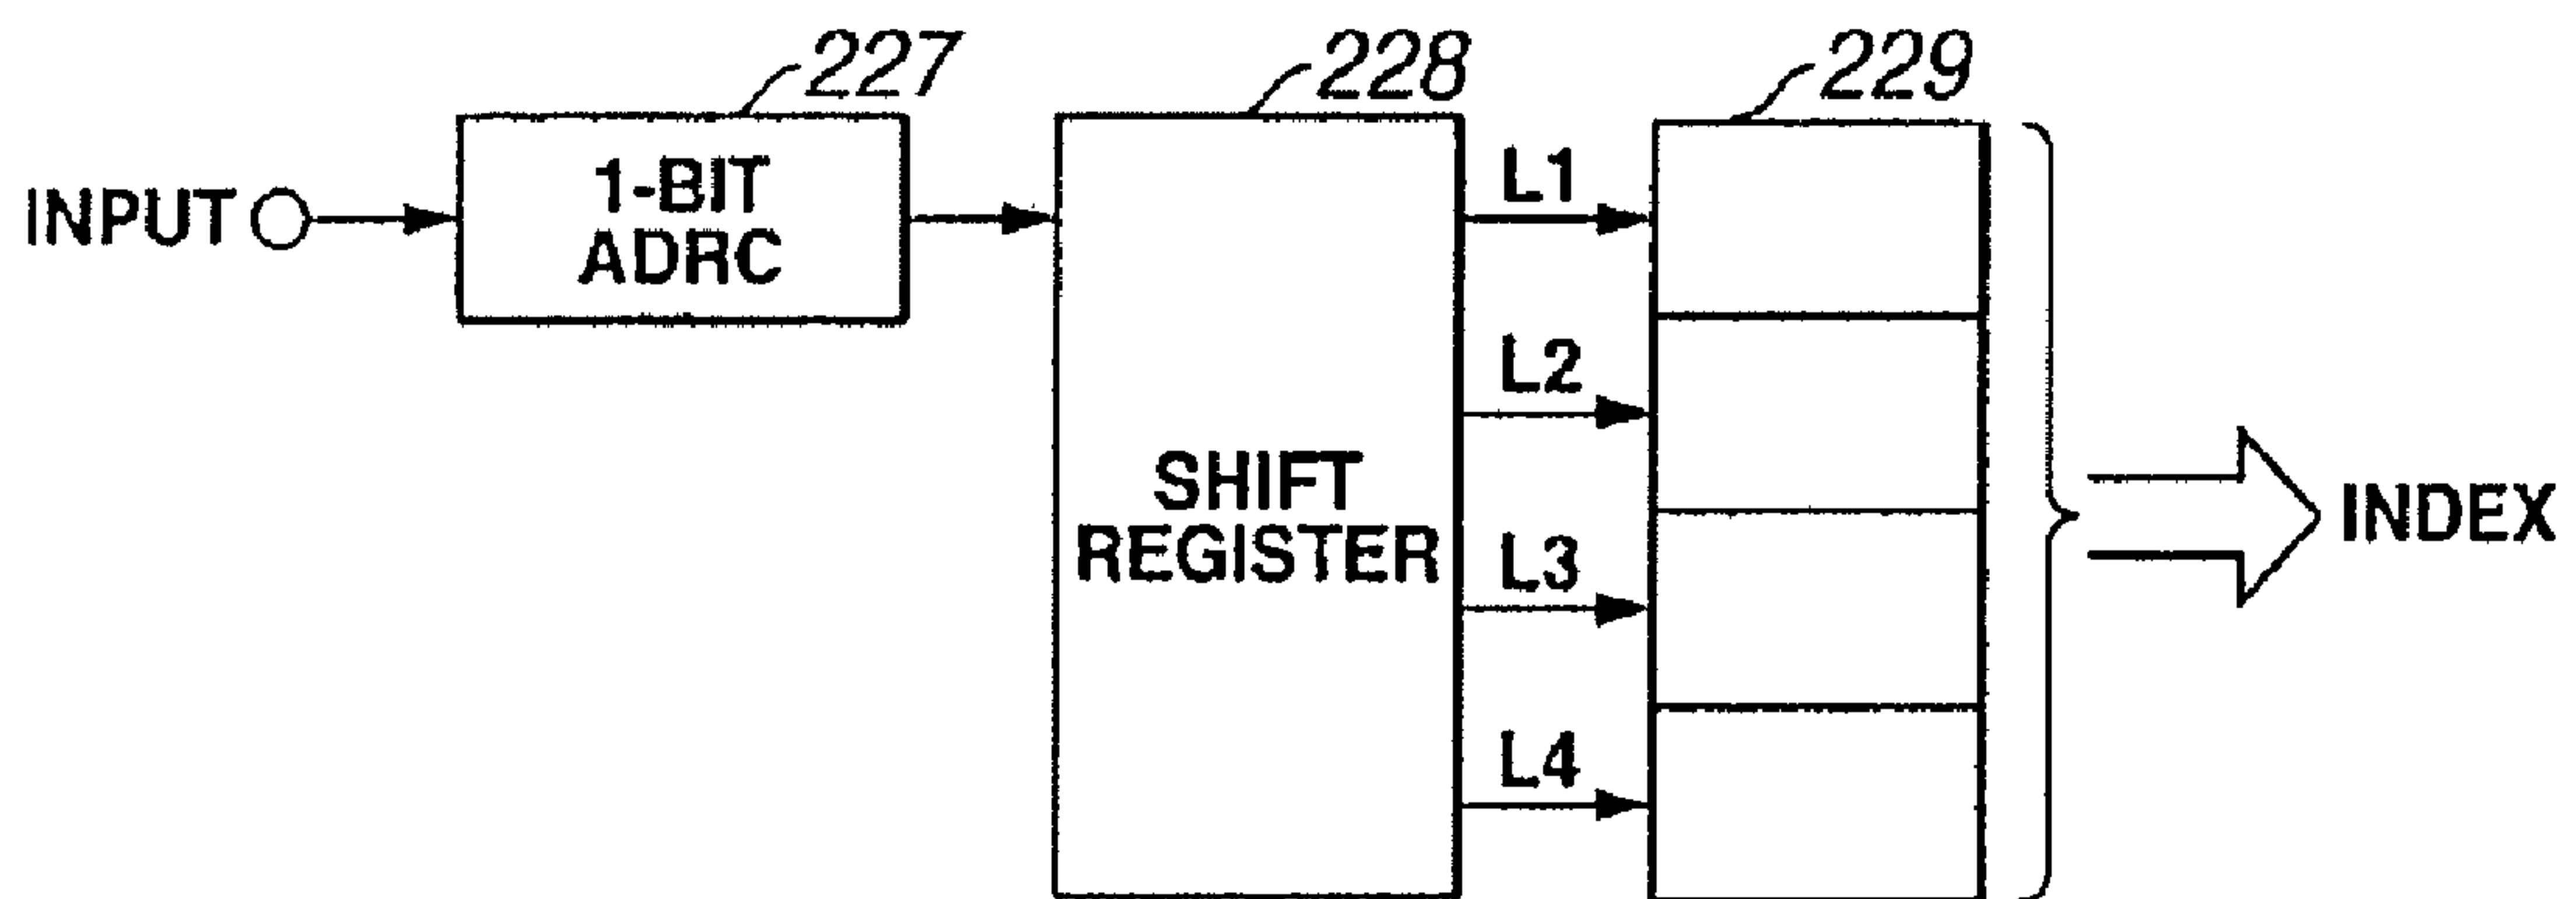 227
228
229
INPUT
1-BIT
ADRC
L1
L2
SHIFT
REGISTER
L3
L4
INDEX